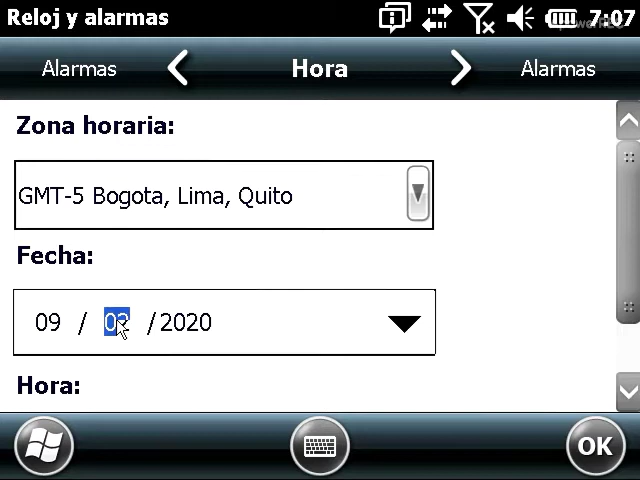 Reloj y alarmas
7:07
Alarmas
Hora
Alarmas
Zona horaria:
GMT-5 Bogota, Lima, Quito
Fecha:
09 / 02 /2020
Hora:
OK